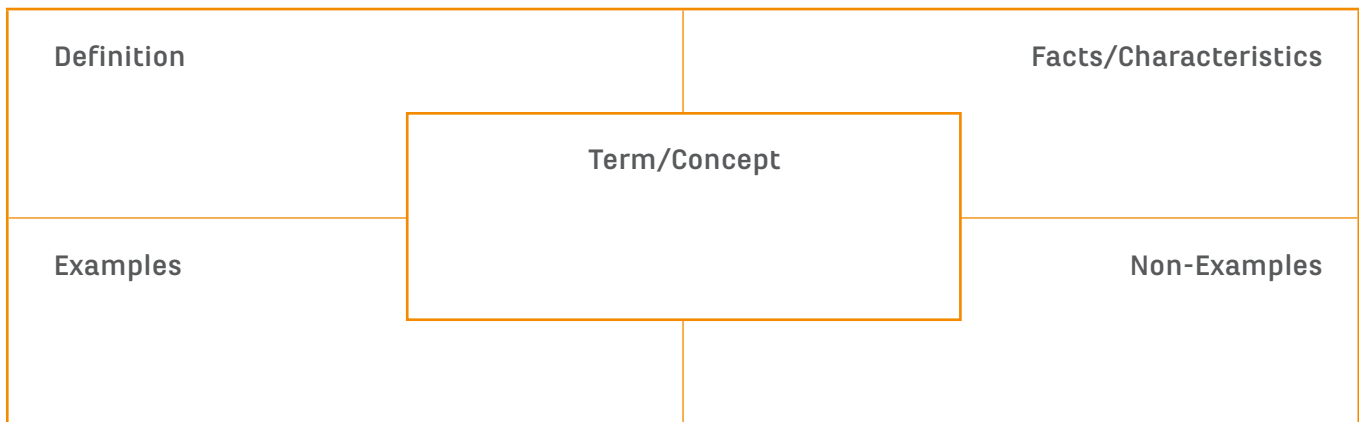 Definition
Facts/Characteristics
Term/Concept
Examples
Non-Examples